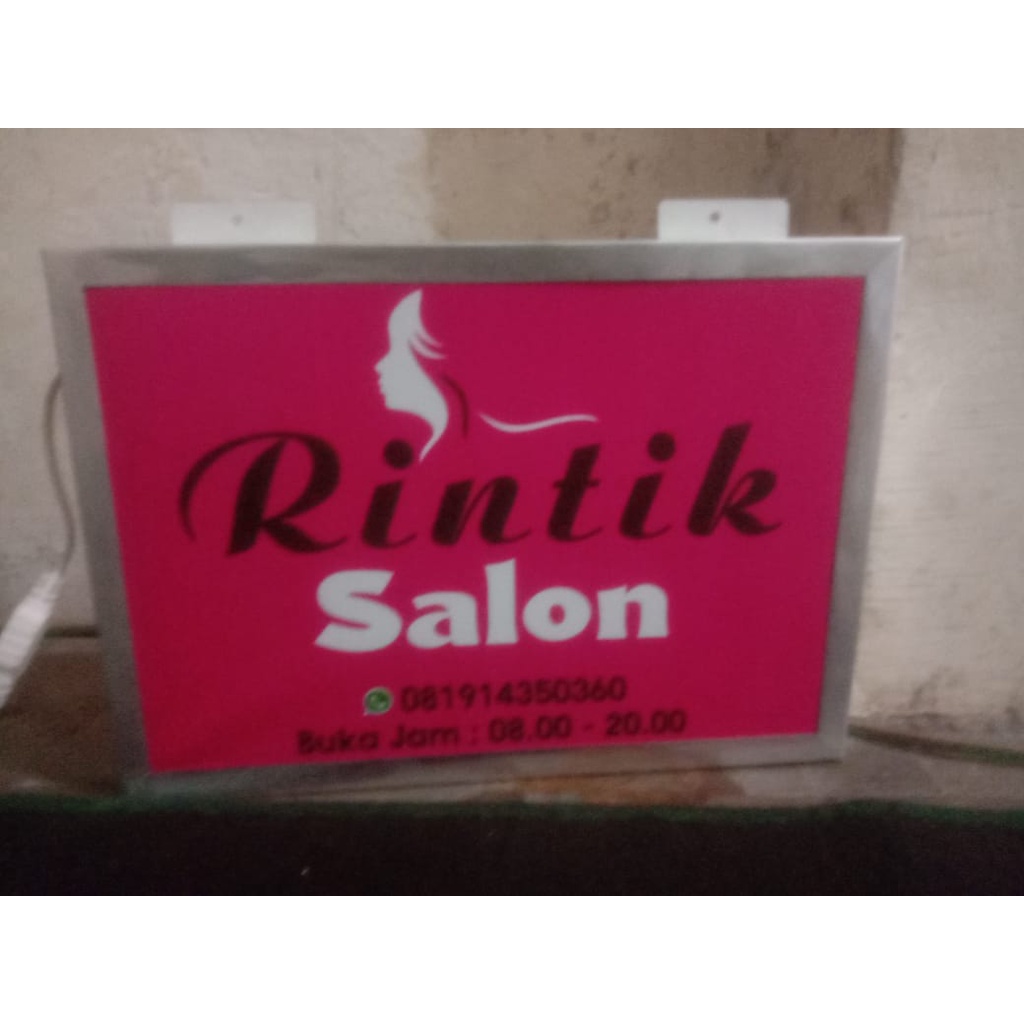 Rintik
Salon
081914350360
Buka Jam : 08.00 - 20.00